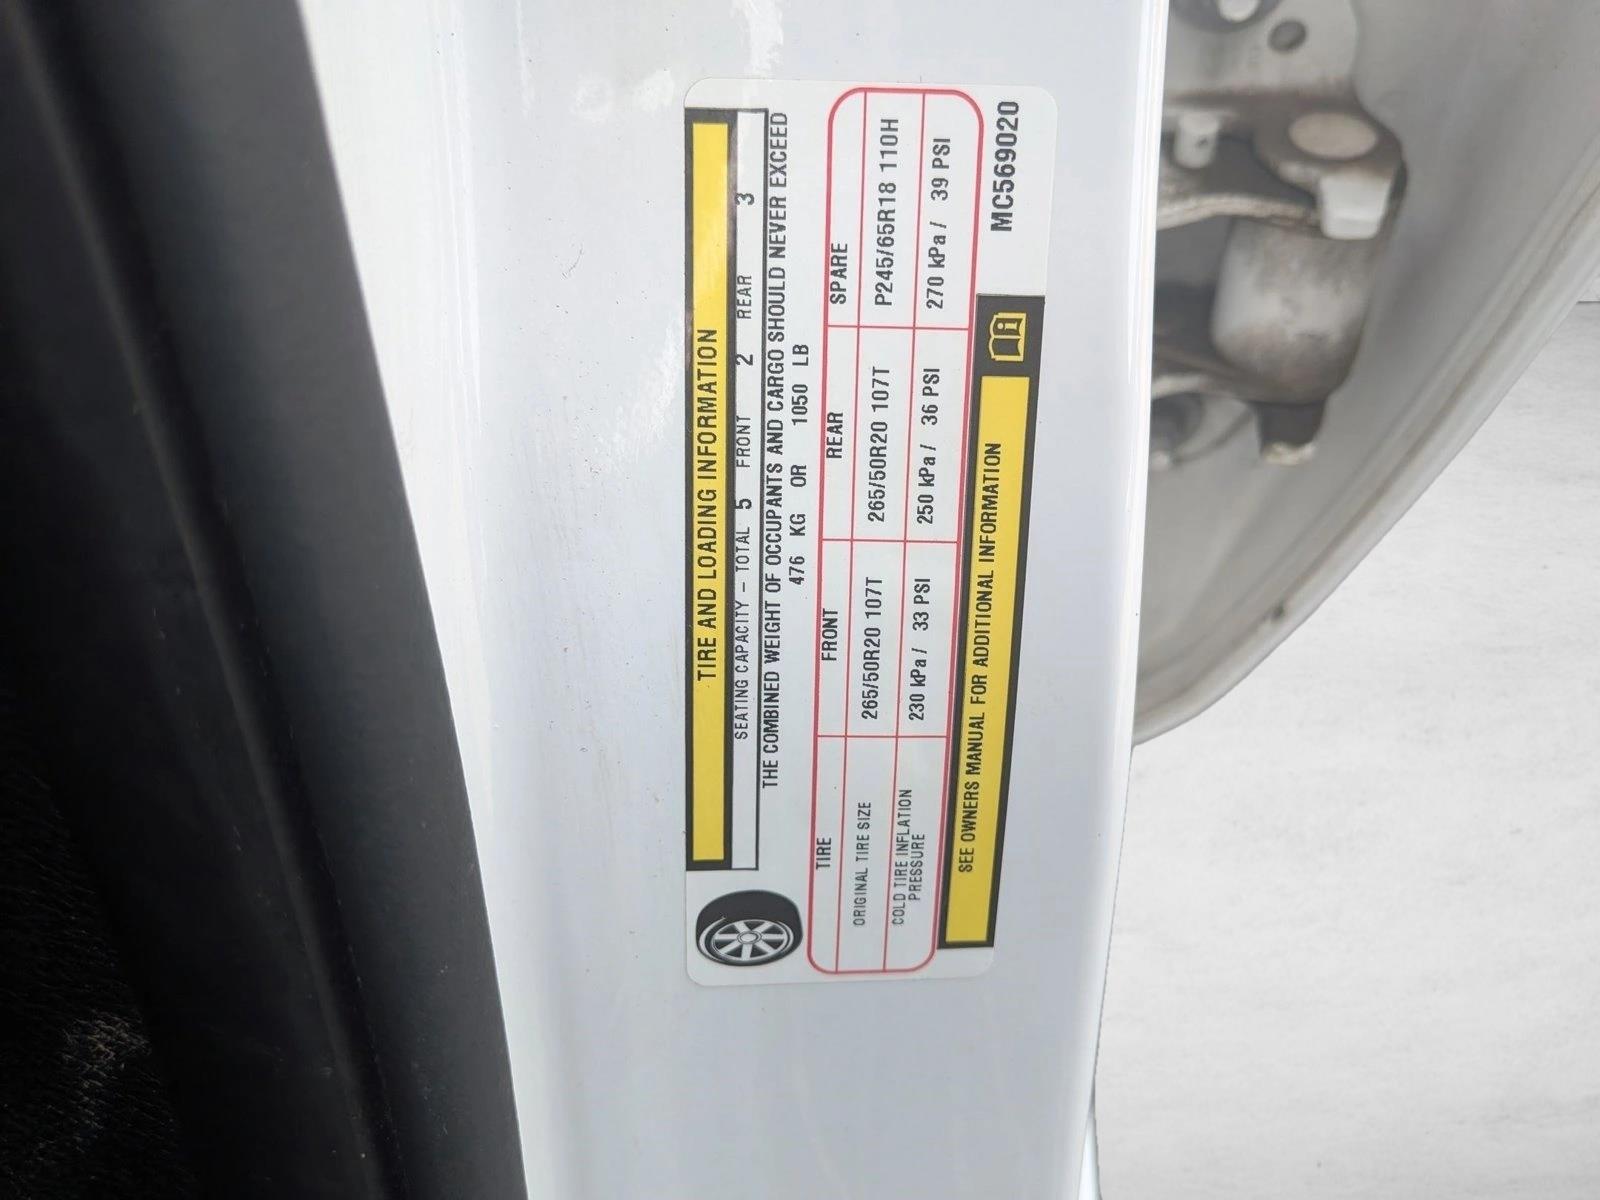 TIRE AND LOADING INFORMATION
SEATING CAPACITY – TOTAL 5 FRONT 2 REAR 3
THE COMBINED WEIGHT OF OCCUPANTS AND CARGO SHOULD NEVER EXCEED
476 KG OR 1050 LB
TIRE FRONT REAR SPARE
ORIGINAL TIRE SIZE 265/50R20 107T 265/50R20 107T P245/65R18 110H
COLD TIRE INFLATION PRESSURE 230 kPa / 33 PSI 250 kPa / 36 PSI 270 kPa / 39 PSI
SEE OWNERS MANUAL FOR ADDITIONAL INFORMATION
MC569020